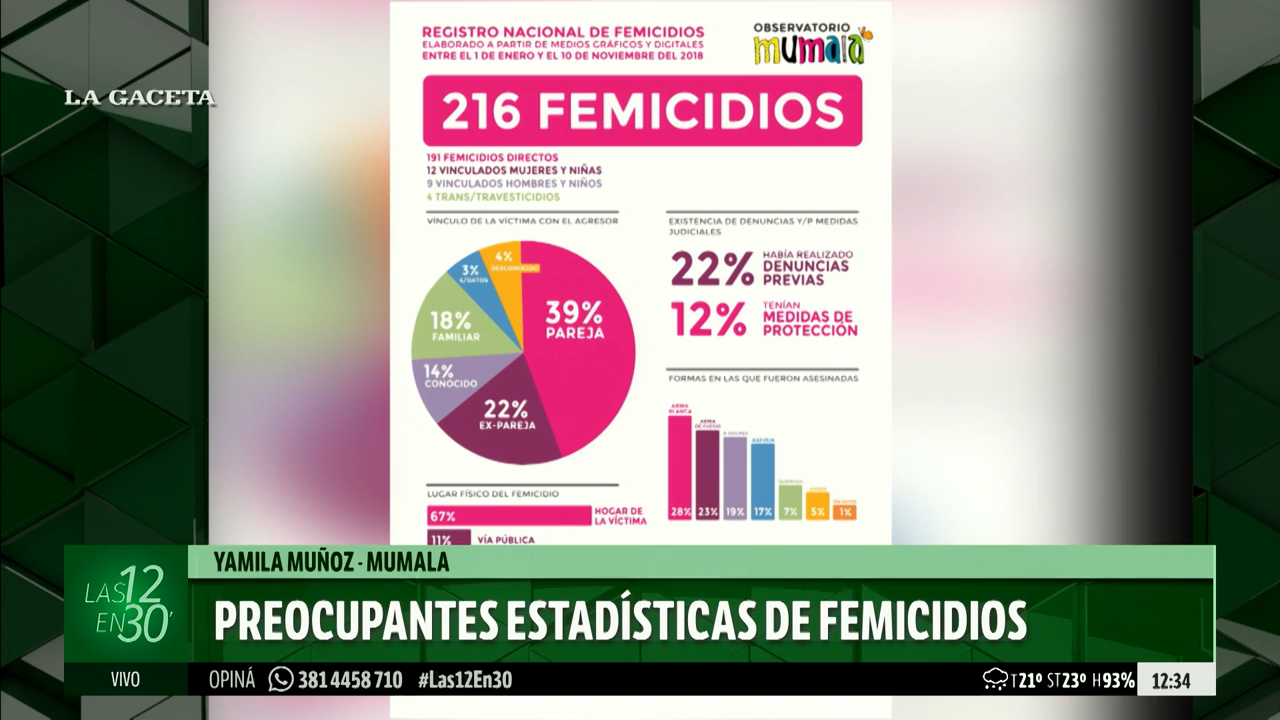 LA GACETA
REGISTRO NACIONAL DE FEMICIDIOS
ELABORADO A PARTIR DE MEDIOS GRÁFICOS Y DIGITALES
ENTRE EL 1 DE ENERO Y EL 10 DE NOVIEMBRE DEL 2018
OBSERVATORIO
mumalá
216 FEMICIDIOS
191 FEMICIDIOS DIRECTOS
12 VINCULADOS MUJERES Y NIÑAS
9 VINCULADOS HOMBRES Y NIÑOS
4 TRANS/TRAVESTICIDIOS
VÍNCULO DE LA VÍCTIMA CON EL AGRESOR
4%
DESCONOCIDO
3%
S/DATOS
39%
PAREJA
18%
FAMILIAR
14%
CONOCIDO
22%
EX-PAREJA
EXISTENCIA DE DENUNCIAS Y/P MEDIDAS
JUDICIALES
22%
HABÍA REALIZADO
DENUNCIAS
PREVIAS
12%
TENÍAN
MEDIDAS DE
PROTECCIÓN
FORMAS EN LAS QUE FUERON ASESINADAS
ARMA
BLANCA
ARMA
DE FUEGO
A GOLPES
ASFIXIA
28%
23%
19%
17%
7%
5%
1%
LUGAR FÍSICO DEL FEMICIDIO
67%
HOGAR DE
LA VÍCTIMA
11%
VÍA PÚBLICA
YAMILA MUÑOZ - MUMALA
LAS 12
EN 30'
PREOCUPANTES ESTADÍSTICAS DE FEMICIDIOS
VIVO
OPINÁ
381 4458 710
#Las12En30
T21º ST23º H93%
12:34